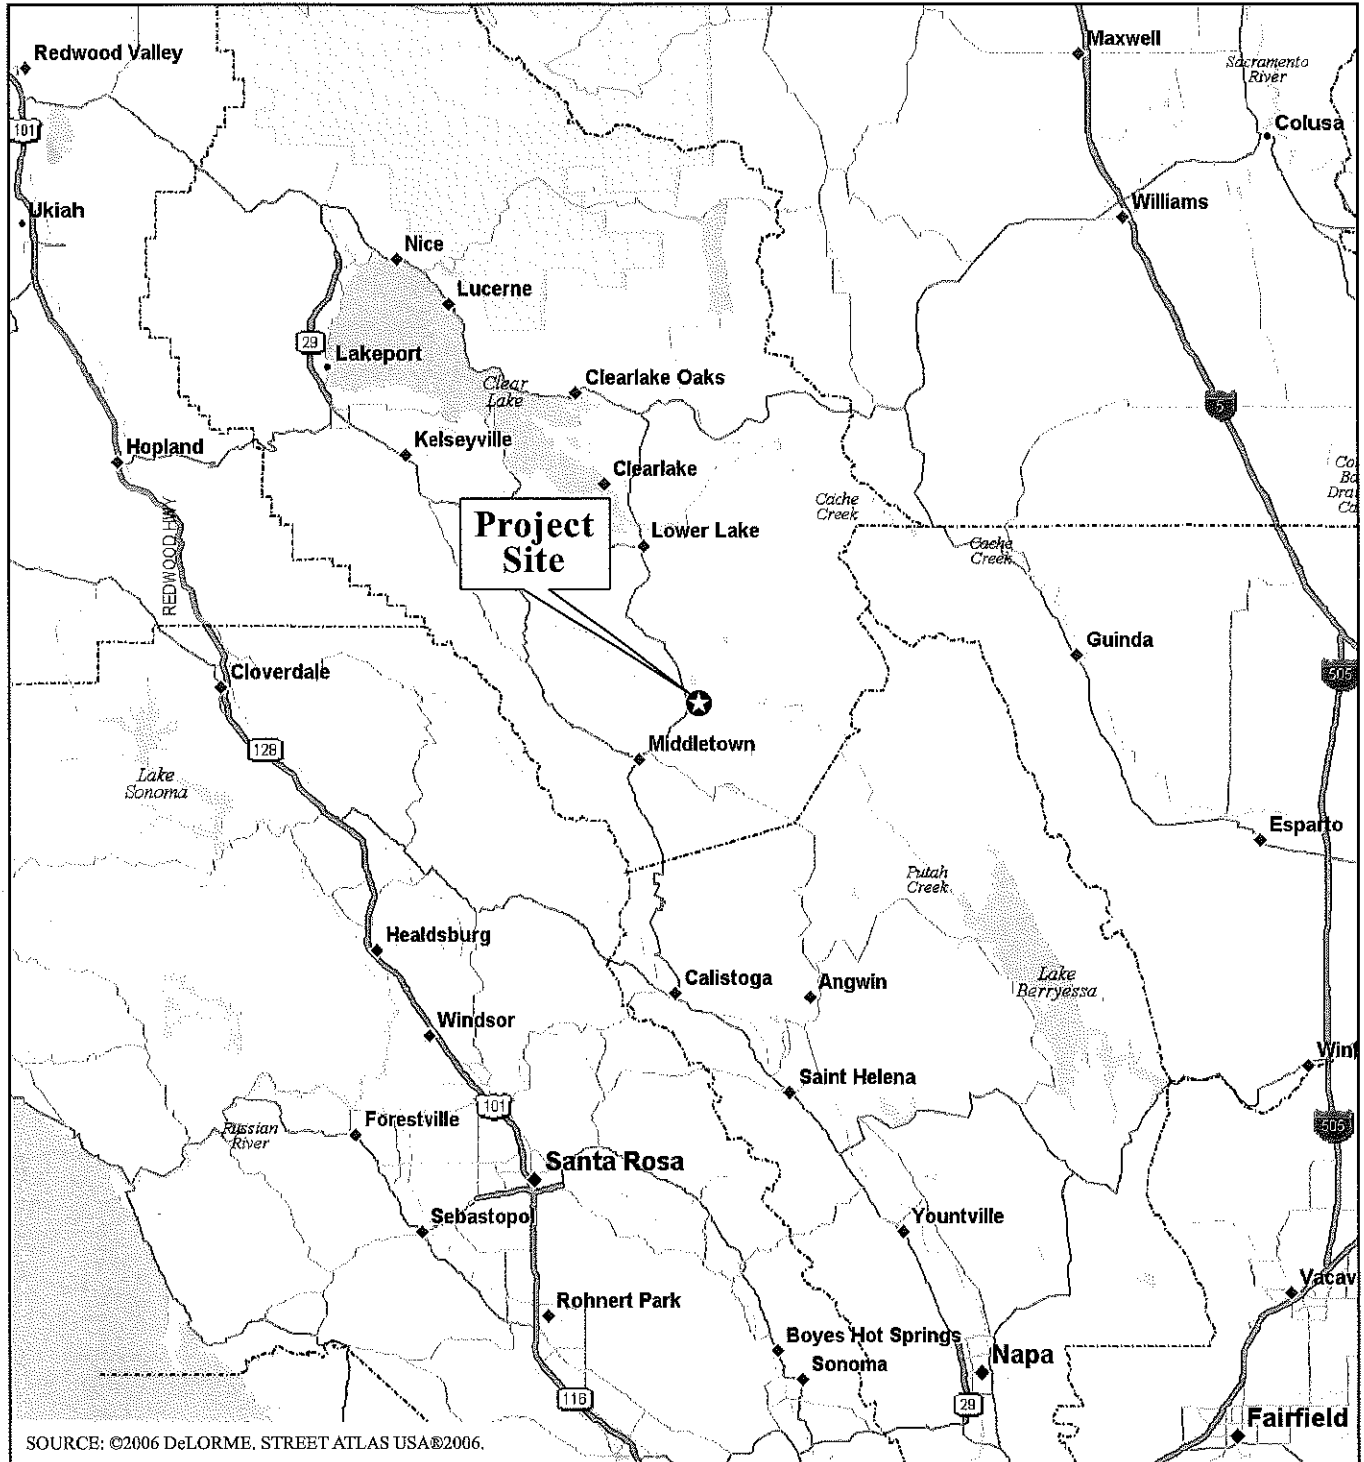 Redwood Valley
Maxwell
Sacramento
River
101
Colusa
Ukiah
Williams
Nice
Lucerne
29
Lakeport
Clear
Lake
Clearlake Oaks
5
Hopland
Kelseyville
Clearlake
Cache
Creek
REDWOOD HWY
Project
Site
Lower Lake
Cache
Creek
Guinda
505
Cloverdale
128
Middletown
Lake
Sonoma
Esparto
Putah
Creek
Healdsburg
Calistoga
Angwin
Lake
Berryessa
Windsor
Saint Helena
101
Forestville
Russian
River
505
Santa Rosa
Sebastopol
Yountville
Rohnert Park
Vacav
Boyes Hot Springs
Sonoma
Napa
116
29
Fairfield
SOURCE: ©2006 DeLORME. STREET ATLAS USA®2006.